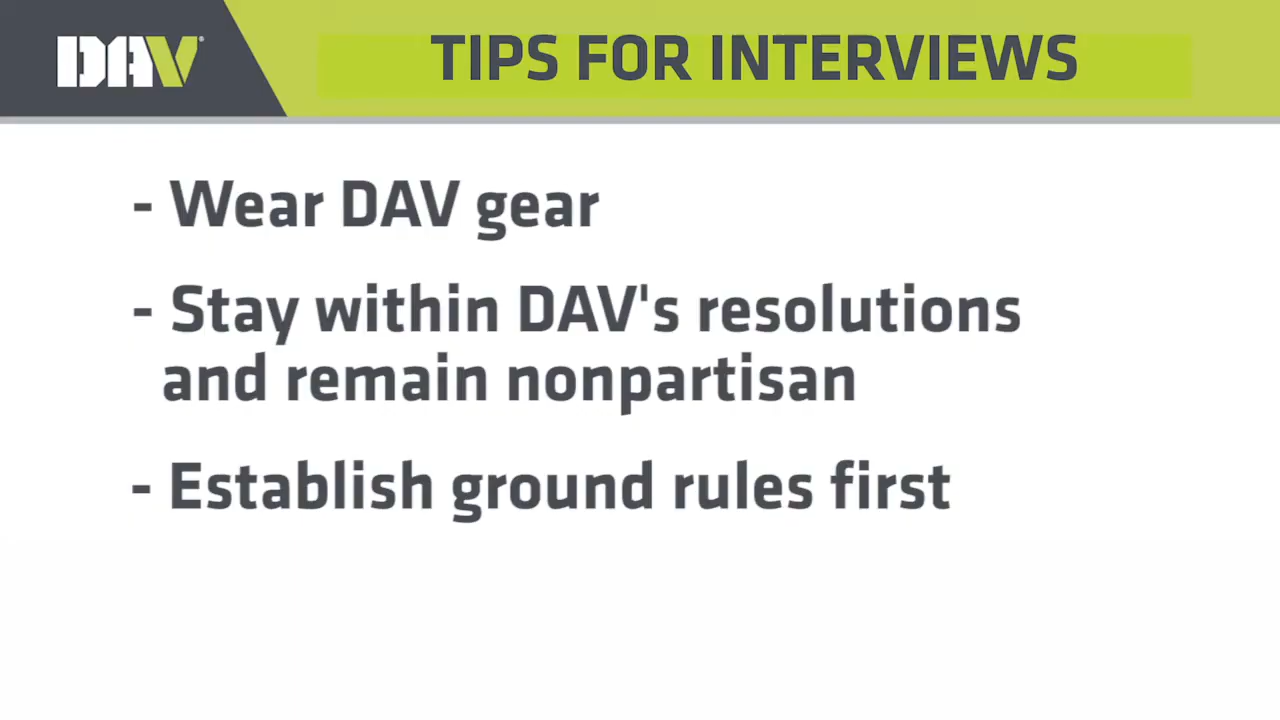 DAV®
TIPS FOR INTERVIEWS
- Wear DAV gear
- Stay within DAV's resolutions
and remain nonpartisan
- Establish ground rules first